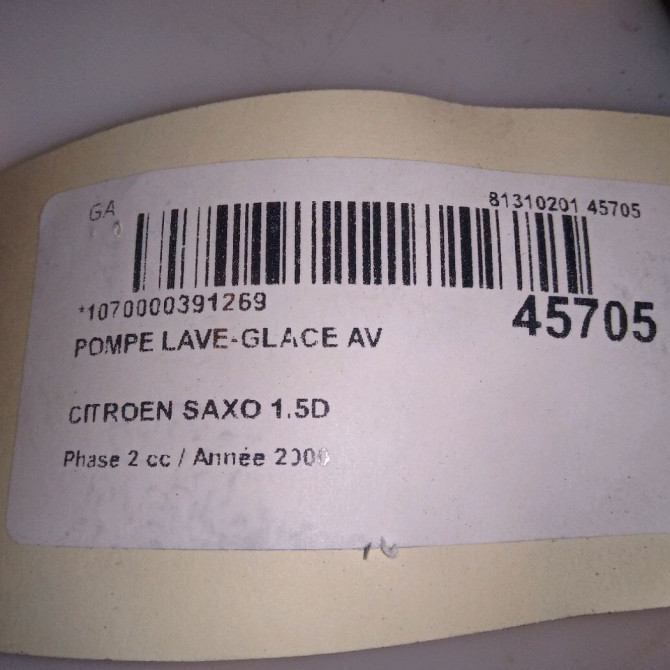 GA
81310201 45705
*1070000391269
45705
POMPE LAVE-GLACE AV
CITROEN SAXO 1.5D
Phase 2 cc / Année 2000